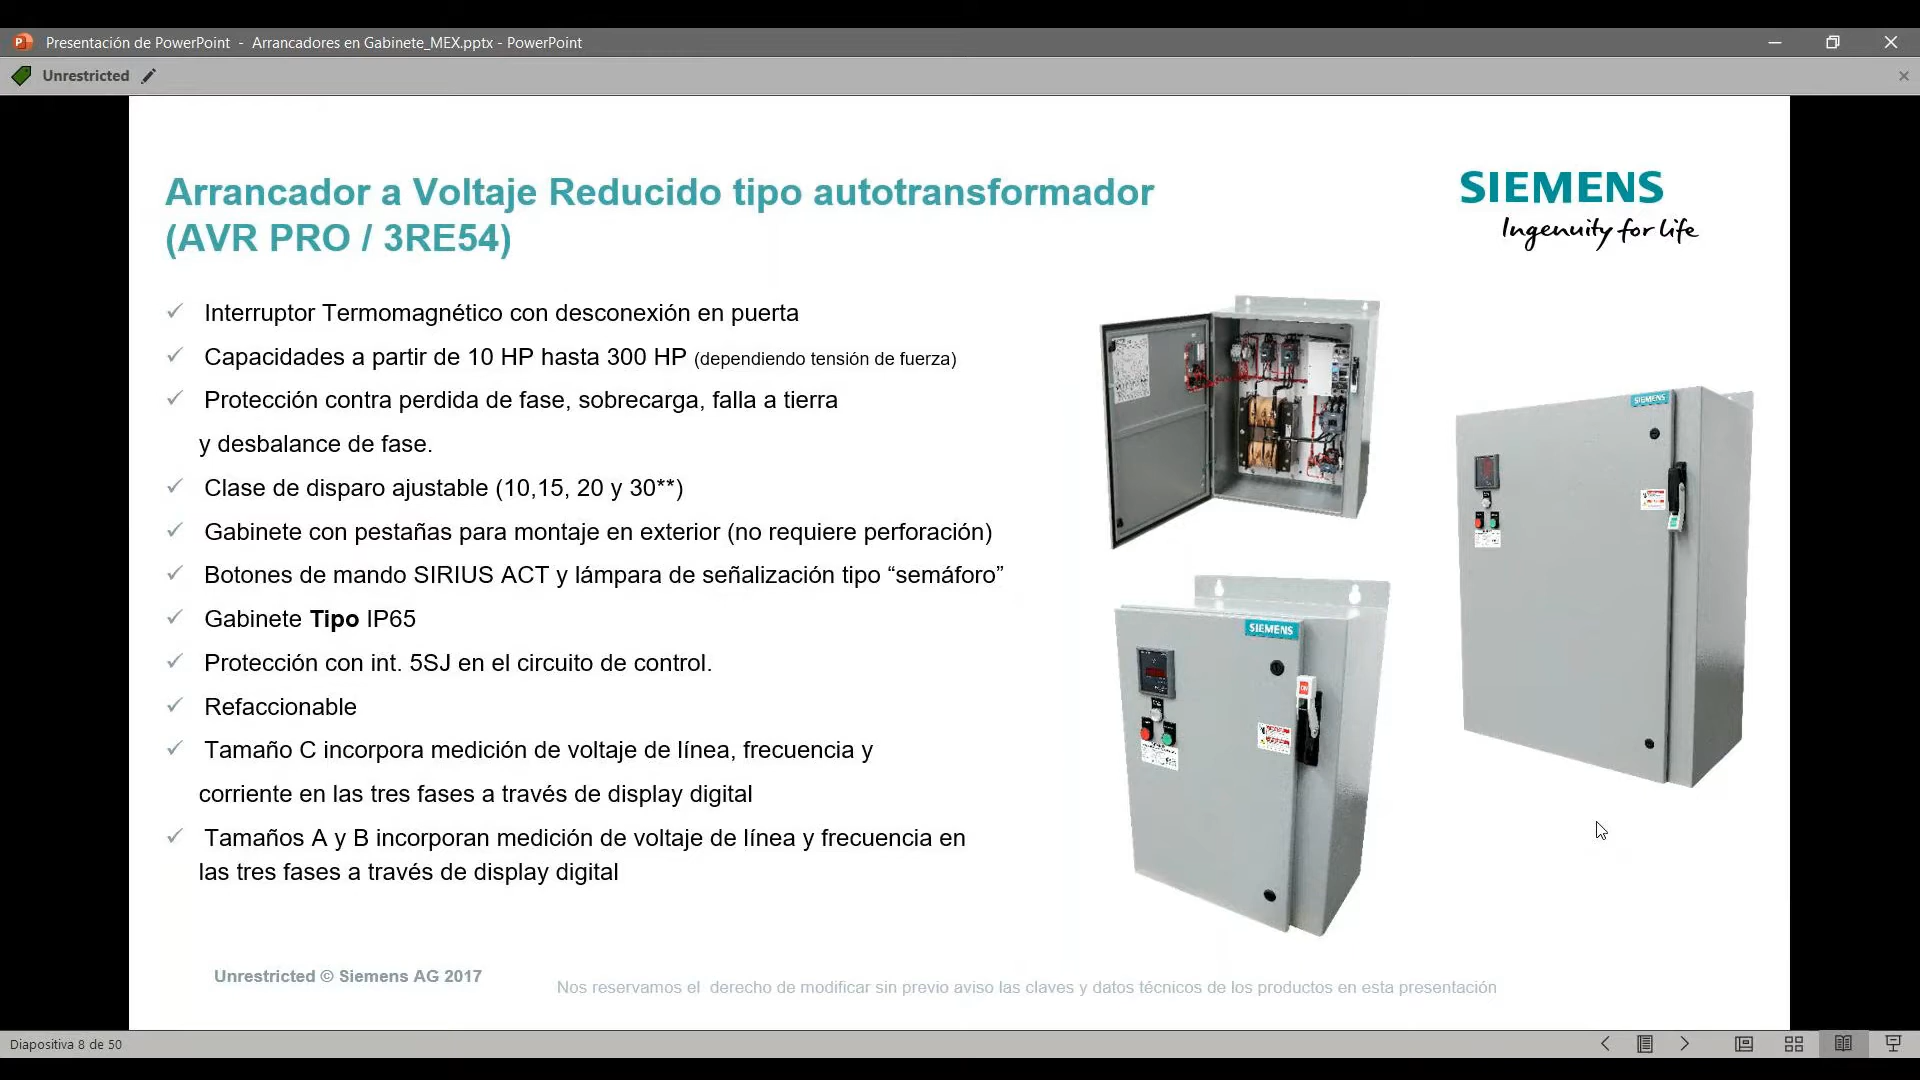 Presentación de PowerPoint - Arrancadores en Gabinete_MEX.pptx - PowerPoint
Unrestricted
Arrancador a Voltaje Reducido tipo autotransformador
(AVR PRO / 3RE54)
SIEMENS
Ingenuity for life
Interruptor Termomagnético con desconexión en puerta
Capacidades a partir de 10 HP hasta 300 HP (dependiendo tensión de fuerza)
Protección contra perdida de fase, sobrecarga, falla a tierra
y desbalance de fase.
Clase de disparo ajustable (10,15, 20 y 30**)
Gabinete con pestañas para montaje en exterior (no requiere perforación)
Botones de mando SIRIUS ACT y lámpara de señalización tipo “semáforo”
Gabinete Tipo IP65
Protección con int. 5SJ en el circuito de control.
Refaccionable
Tamaño C incorpora medición de voltaje de línea, frecuencia y
corriente en las tres fases a través de display digital
Tamaños A y B incorporan medición de voltaje de línea y frecuencia en
las tres fases a través de display digital
SIEMENS
SIEMENS
Unrestricted © Siemens AG 2017
Nos reservamos el derecho de modificar sin previo aviso las claves y datos técnicos de los productos en esta presentación
Diapositiva 8 de 50